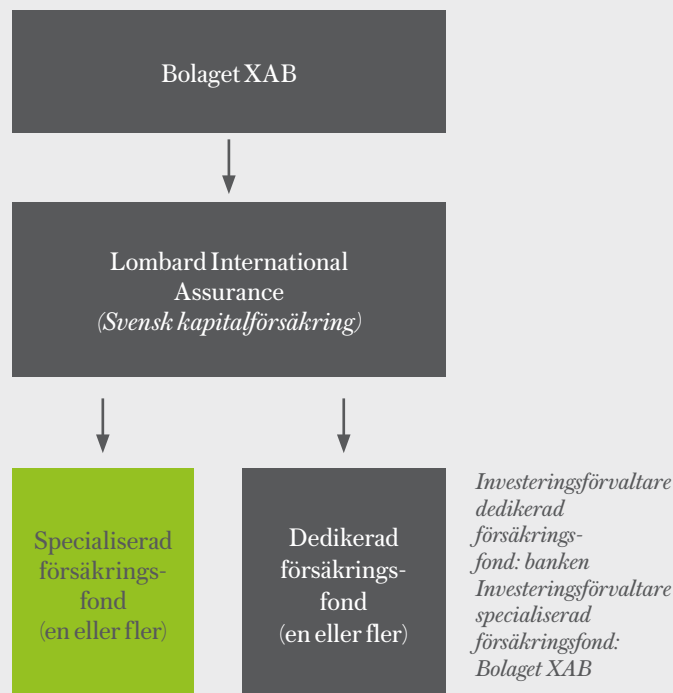 Bolaget XAB
Lombard International
Assurance
(Svensk kapitalförsäkring)
Specialiserad
försäkrings-
fond
(en eller fler)
Dedikerad
försäkrings-
fond
(en eller fler)
Investeringsförvaltare
dedikerad
försäkrings-
fond: banken
Investeringsförvaltare
specialiserad
försäkringsfond:
Bolaget XAB